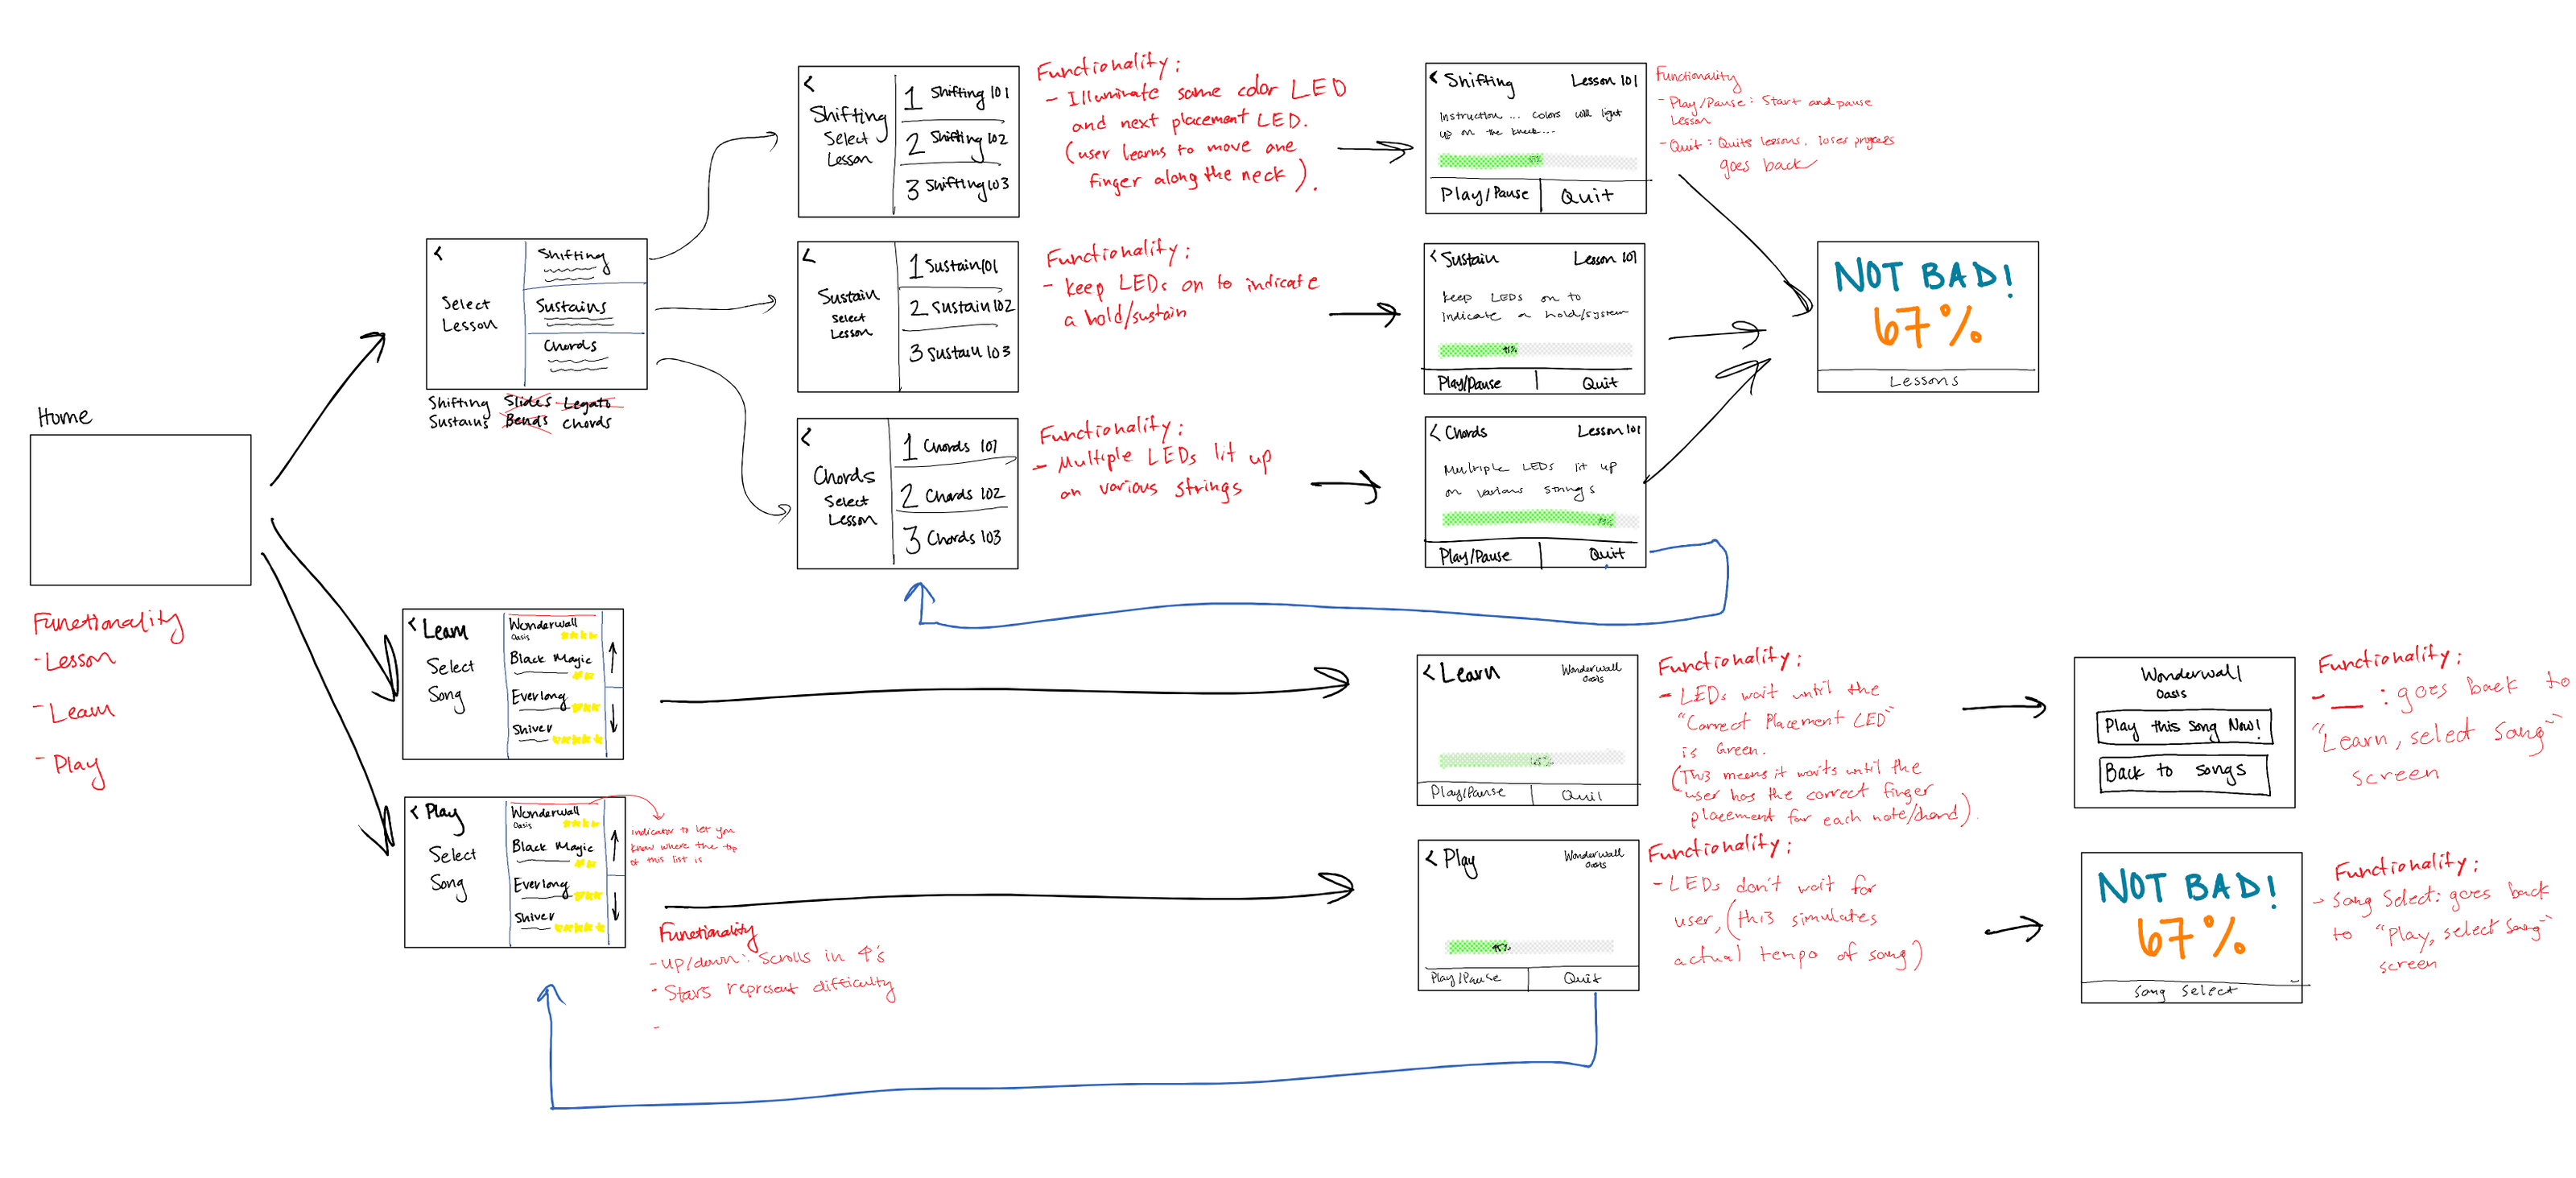 Home
Functionality
- Lesson
- Learn
- Play
<
Select
Lesson
Shifting
Sustains
Chords
Shifting Slides Legato
Sustains Bends Chords
<
Shifting
Select
Lesson
1 Shifting 101
2 Shifting 102
3 Shifting 103
Functionality:
- Illuminate same color LED
and next placement LED.
(user learns to move one
finger along the neck).
< Shifting Lesson 101
Instruction ... colors will light
up on the
Play/Pause Quit
Functionality
- Play/Pause: Start and pause
Lesson
- Quit: Quits lessons, loses progress
goes back
<
Sustain
Select
Lesson
1 Sustain 101
2 Sustain 102
3 Sustain 103
Functionality:
- Keep LEDs on to indicate
a hold/sustain
< Sustain Lesson 101
Keep LEDs on to
indicate a hold/system
Play/Pause Quit
NOT BAD!
67%
Lessons
<
Chords
Select
Lesson
1 Chords 101
2 Chords 102
3 Chords 103
Functionality:
- Multiple LEDs lit up
on various strings
< Chords Lesson 101
Multiple LEDs lit up
on various strings
Play/Pause Quit
< Learn
Select
Song
Wonderwall
Oasis
Black Magic
Everlong
Shiver
< Learn Wonderwall
Oasis
Play/Pause Quit
Functionality:
- LEDs wait until the
"Correct Placement LED"
is Green.
(This means it waits until the
user has the correct finger
placement for each note/chord).
Wonderwall
Oasis
Play this song Now!
Back to songs
Functionality:
- __ : goes back to
"Learn, select song"
screen
< Play
Select
Song
Wonderwall
Oasis
Black Magic
Everlong
Shiver
indicator to let you
know where the top
of this list is
Functionality
- up/down: scrolls in 4's
- Stars represent difficulty
-
< Play Wonderwall
Oasis
45%
Play/Pause Quit
Functionality:
- LEDs don't wait for
user, (this simulates
actual tempo of song)
NOT BAD!
67%
Song Select
Functionality:
- Song Select: goes back
to "Play, select song"
screen